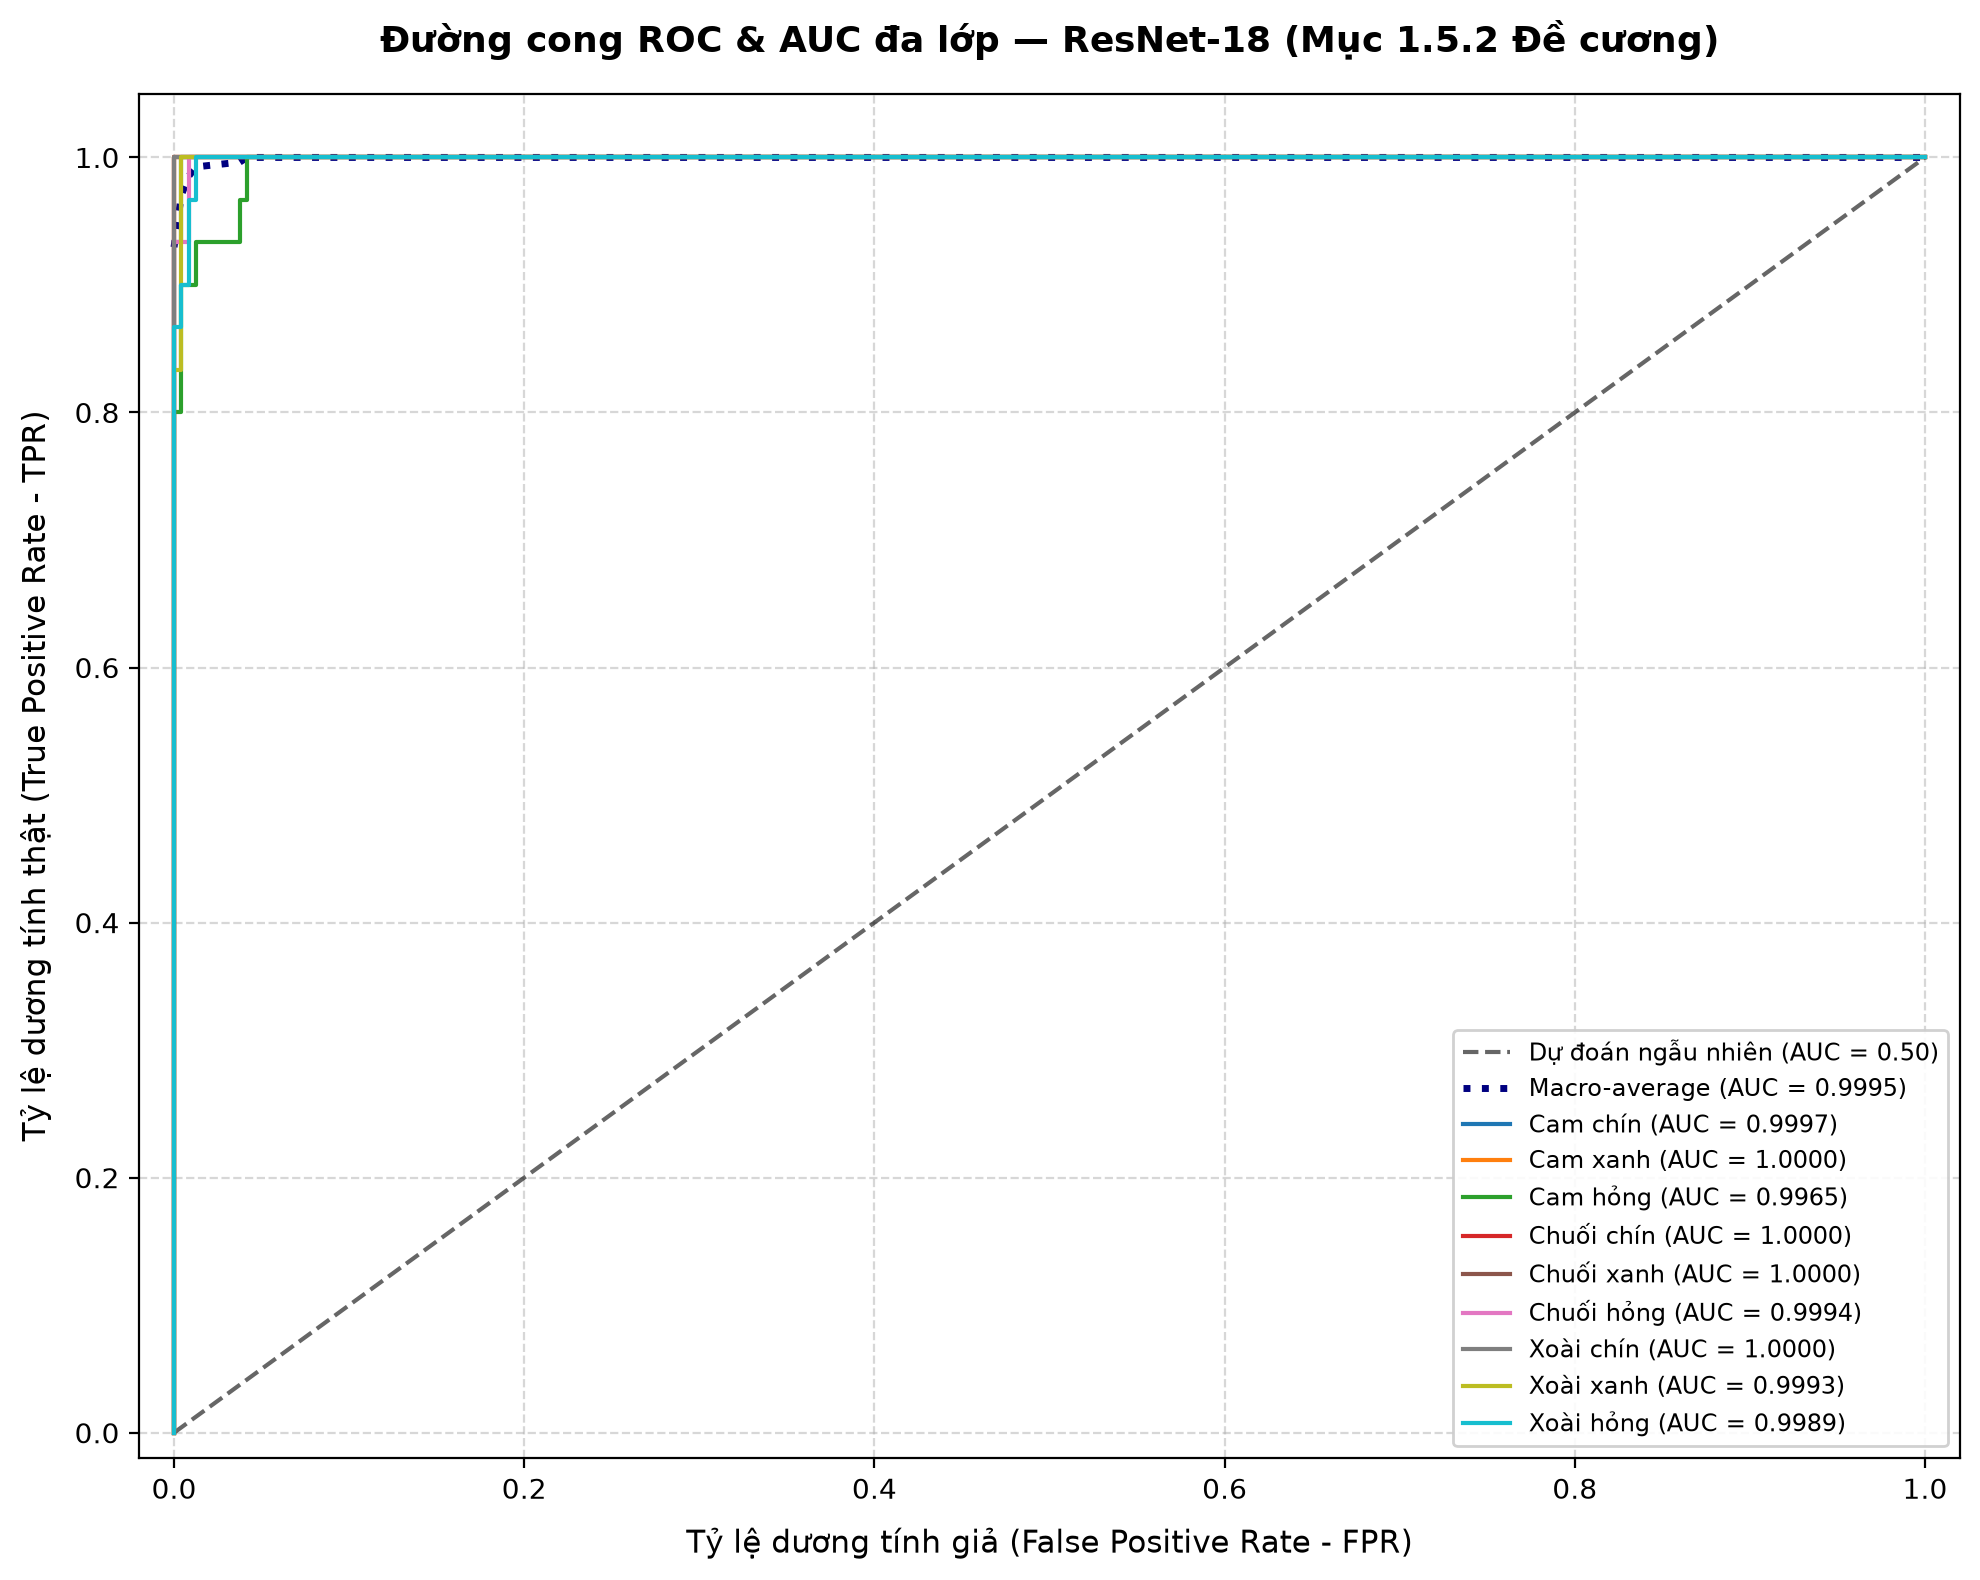 Đường cong ROC & AUC đa lớp — ResNet-18 (Mục 1.5.2 Đề cương)
Tỷ lệ dương tính thật (True Positive Rate - TPR)
1.0
0.8
0.6
0.4
0.2
0.0
Dự đoán ngẫu nhiên (AUC = 0.50)
Macro-average (AUC = 0.9995)
Cam chín (AUC = 0.9997)
Cam xanh (AUC = 1.0000)
Cam hỏng (AUC = 0.9965)
Chuối chín (AUC = 1.0000)
Chuối xanh (AUC = 1.0000)
Chuối hỏng (AUC = 0.9994)
Xoài chín (AUC = 1.0000)
Xoài xanh (AUC = 0.9993)
Xoài hỏng (AUC = 0.9989)
0.0 0.2 0.4 0.6 0.8 1.0
Tỷ lệ dương tính giả (False Positive Rate - FPR)